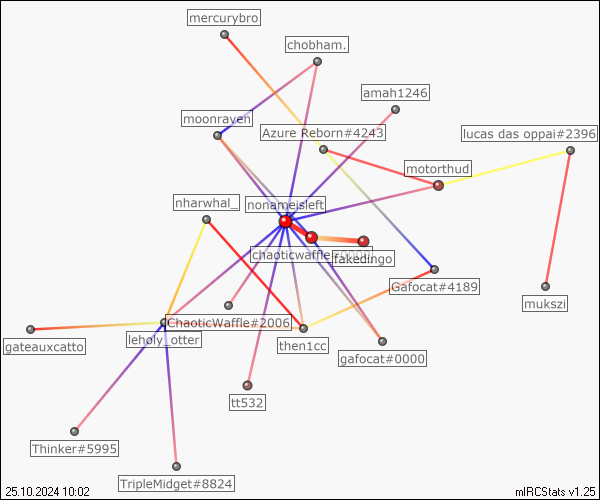 mercurybro
chobham.
amah1246
moonraven
Azure Reborn#4243
lucas das oppai#2396
motorthud
nharwhal_
nonameisleft
chaoticwaffle
fakedingo
Gafocat#4189
mukszi
ChaoticWaffle#2006
gateauxcatto
leholy_otter
then1cc
gafocat#0000
tt532
Thinker#5995
TripleMidget#8824
25.10.2024 10:02
mIRCStats v1.25